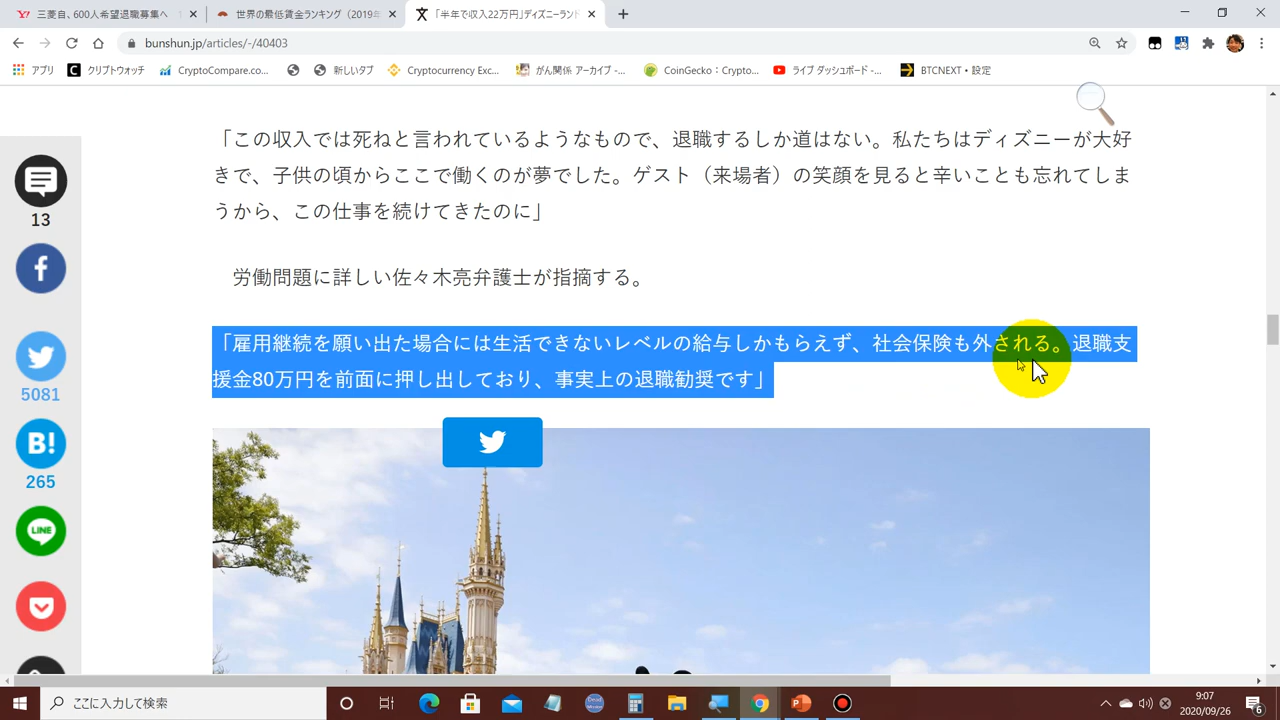 三菱自、600人希望退職募集へ
世界の最低賃金ランキング（2019年
「半年で収入22万円」ディズニーランド
bunshun.jp/articles/-/40403
アプリ
クリプトウォッチ
CryptoCompare.co...
新しいタブ
Cryptocurrency Exc...
がん関係 アーカイブ -...
CoinGecko：Crypto...
ライブ ダッシュボード -...
BTCNEXT・設定
「この収入では死ねと言われているようなもので、退職するしか道はない。私たちはディズニーが大好
きで、子供の頃からここで働くのが夢でした。ゲスト（来場者）の笑顔を見ると辛いことも忘れてしま
うから、この仕事を続けてきたのに」
労働問題に詳しい佐々木亮弁護士が指摘する。
「雇用継続を願い出た場合には生活できないレベルの給与しかもらえず、社会保険も外される。退職支
援金80万円を前面に押し出しており、事実上の退職勧奨です」
13
5081
B!
265
LINE
ここに入力して検索
9:07
2020/09/26
6